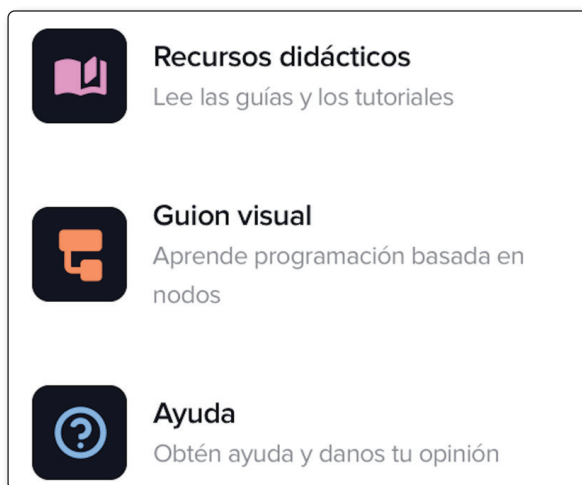 Recursos didácticos
Lee las guías y los tutoriales
Guion visual
Aprende programación basada en
nodos
Ayuda
Obtén ayuda y danos tu opinión